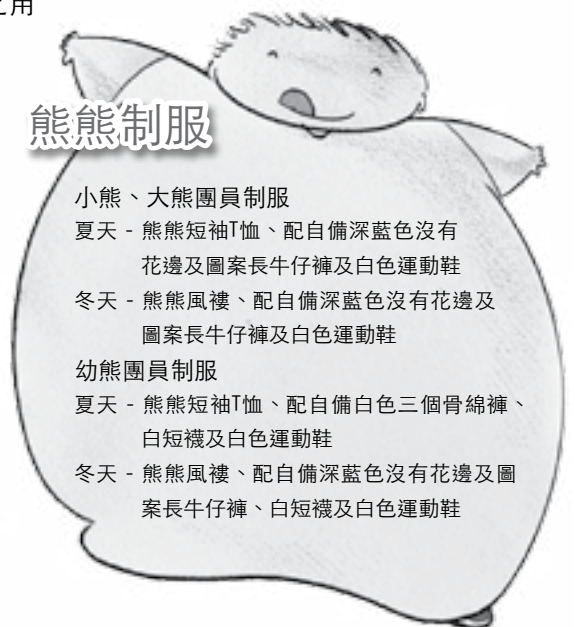 之用
熊熊制服
小熊、大熊團員制服
夏天 - 熊熊短袖T恤、配自備深藍色沒有
花邊及圖案長牛仔褲及白色運動鞋
冬天 - 熊熊風褸、配自備深藍色沒有花邊及
圖案長牛仔褲及白色運動鞋
幼熊團員制服
夏天 - 熊熊短袖T恤、配自備白色三個骨綿褲、
白短襪及白色運動鞋
冬天 - 熊熊風褸、配自備深藍色沒有花邊及圖
案長牛仔褲、白短襪及白色運動鞋